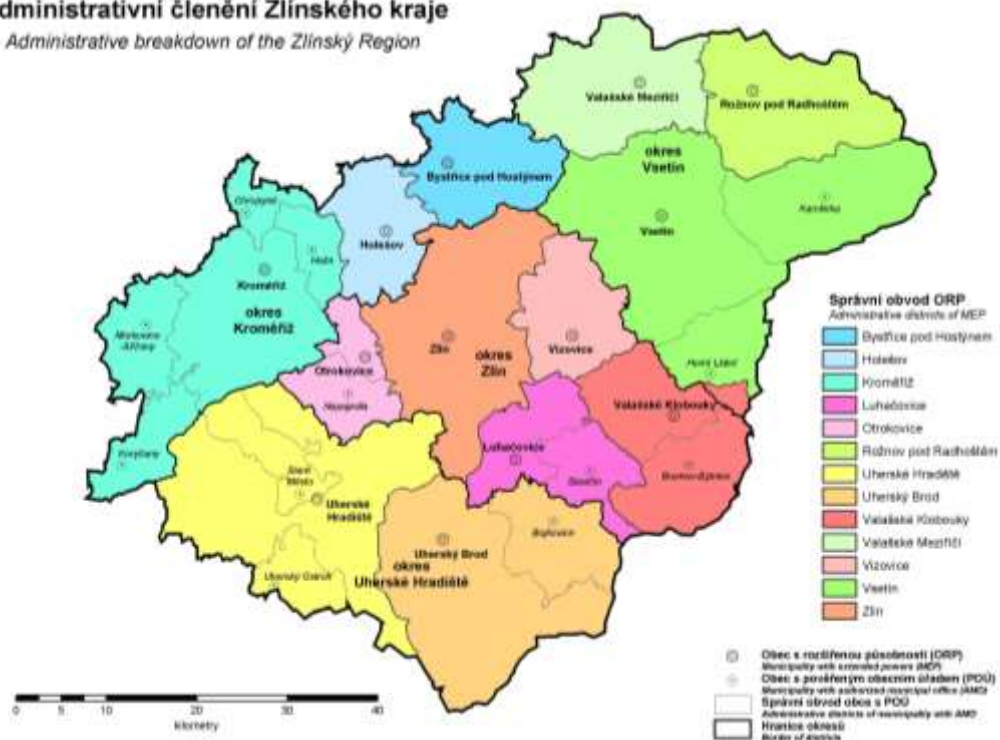 dministrativní členění Zlínského kraje
Administrative breakdown of the Zlínský Region
Valašské Meziříčí
Rožnov pod Radhoštěm
okres
Vsetín
Bystřice pod Hostýnem
Karolinka
Chropyně
Vsetín
Holešov
Hulín
Kroměříž
okres
Kroměříž
Morkovice-
Slížany
Zlín
okres
Zlín
Vizovice
Otrokovice
Horní Lideč
Napajedla
Valašské Klobouky
Luhačovice
Koryčany
Staré
Město
Slavičín
Brumov-Bylnice
Uherské
Hradiště
Bojkovice
Uherský Brod
okres
Uherské Hradiště
Uherský Ostroh
Správní obvod ORP
Administrative districts of MEP
Bystřice pod Hostýnem
Holešov
Kroměříž
Luhačovice
Otrokovice
Rožnov pod Radhoštěm
Uherské Hradiště
Uherský Brod
Valašské Klobouky
Valašské Meziříčí
Vizovice
Vsetín
Zlín
Obec s rozšířenou působností (ORP)
Municipality with extended powers (MEP)
Obec s pověřeným obecním úřadem (POÚ)
Municipality with authorized municipal office (AMO)
Správní obvod obce s POÚ
Administrative districts of municipality with AMO
Hranice okresů
Border of districts
0 5 10 20 30 40
kilometry